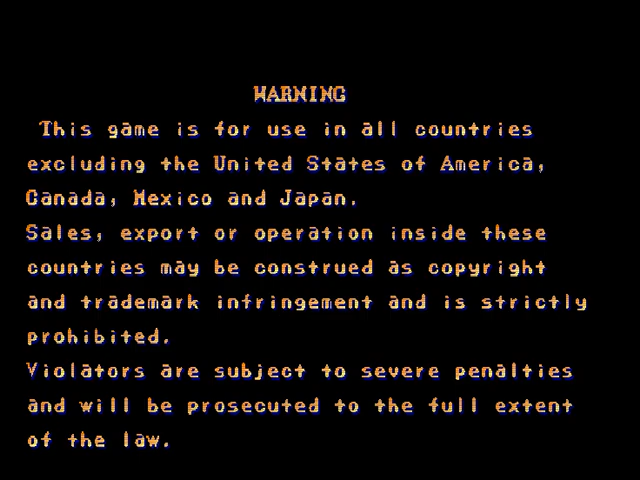 WARNING
This game is for use in all countries
excluding the United States of America,
Canada, Mexico and Japan.
Sales, export or operation inside these
countries may be construed as copyright
and trademark infringement and is strictly
prohibited.
Violators are subject to severe penalties
and will be prosecuted to the full extent
of the law.